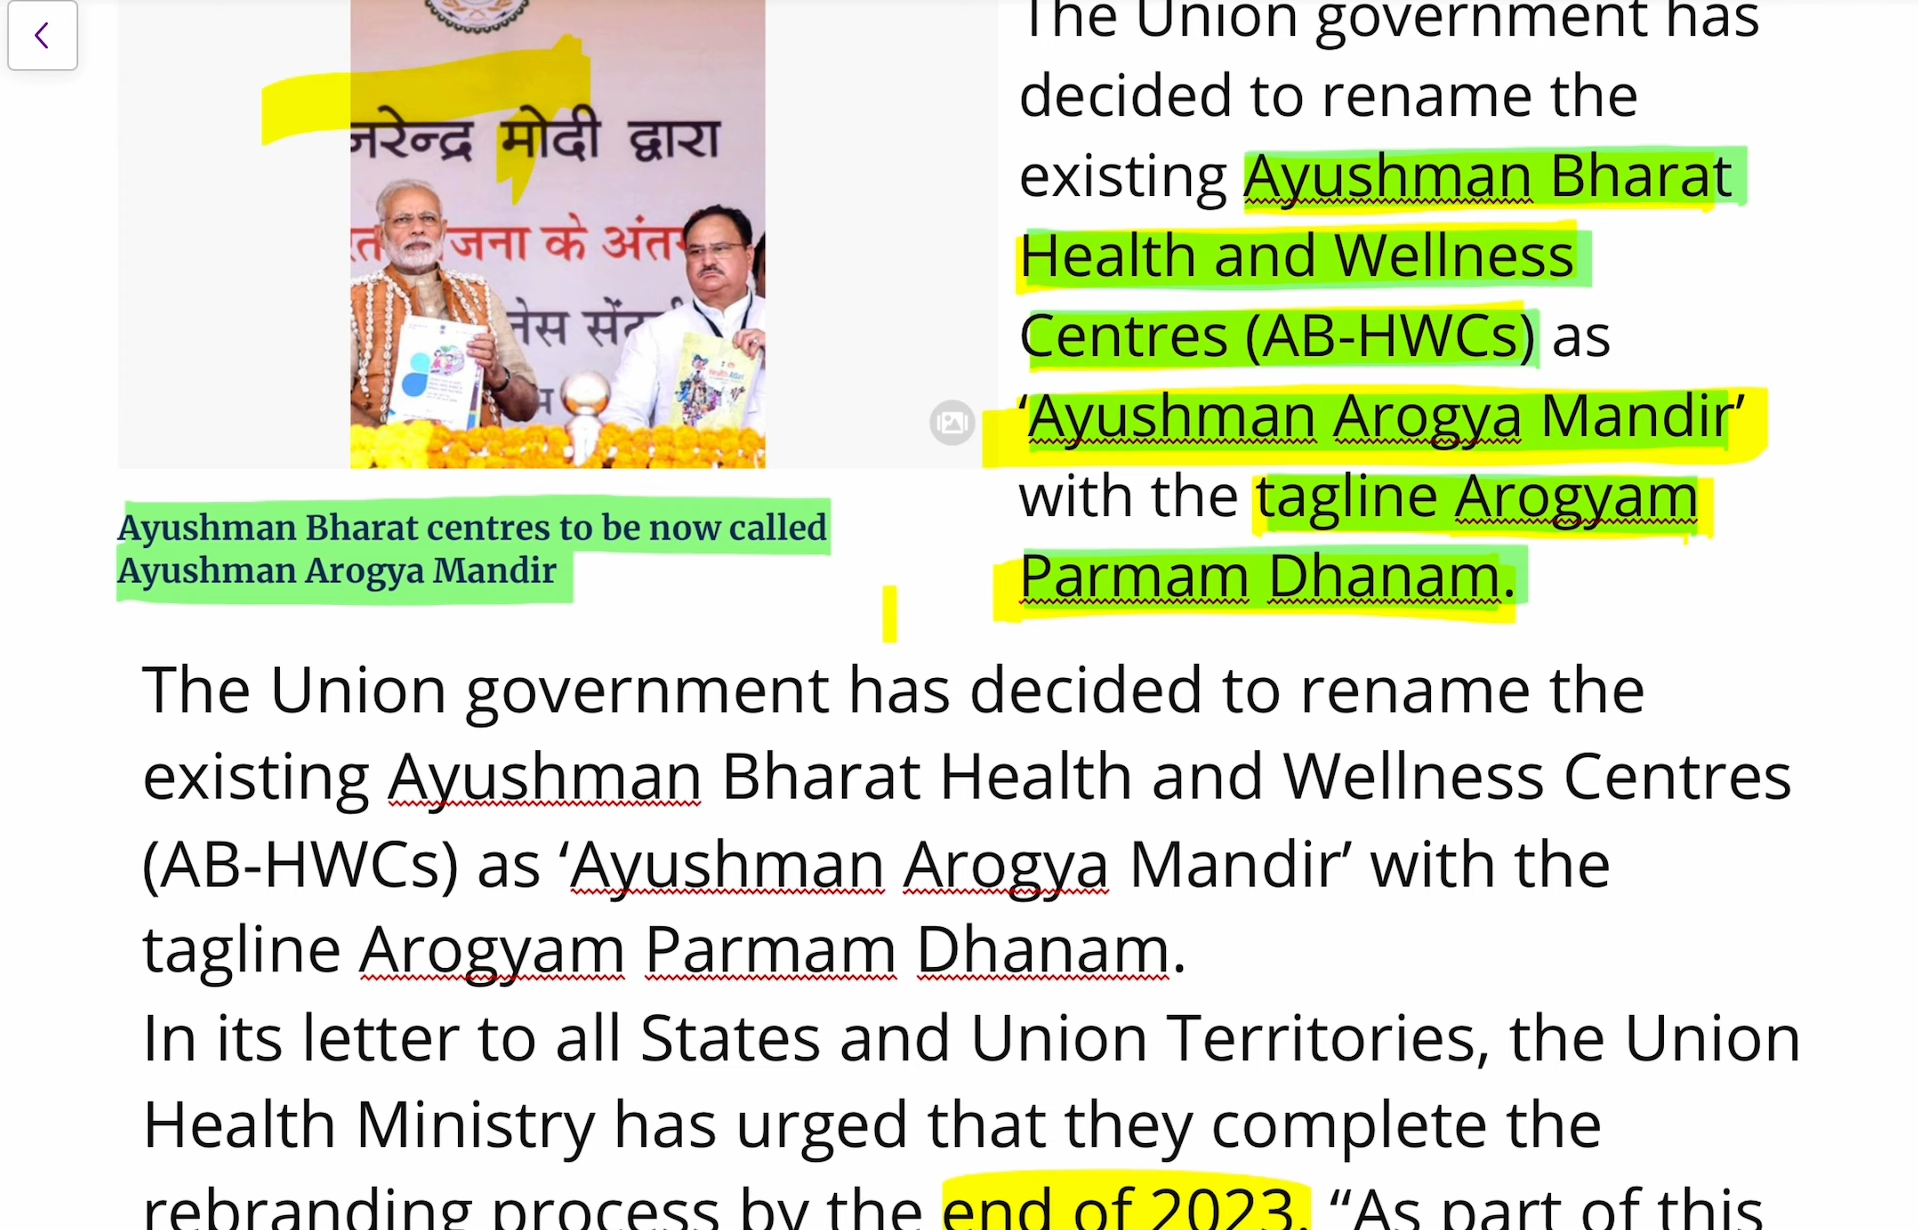 नरेन्द्र मोदी द्वारा
जना के अंत
नेस सेंट
Ayushman Bharat centres to be now called
Ayushman Arogya Mandir
The Union government has
decided to rename the
existing Ayushman Bharat
Health and Wellness
Centres (AB-HWCs) as
‘Ayushman Arogya Mandir’
with the tagline Arogyam
Parmam Dhanam.
The Union government has decided to rename the
existing Ayushman Bharat Health and Wellness Centres
(AB-HWCs) as ‘Ayushman Arogya Mandir’ with the
tagline Arogyam Parmam Dhanam.
In its letter to all States and Union Territories, the Union
Health Ministry has urged that they complete the
rebranding process by the end of 2023. “As part of this